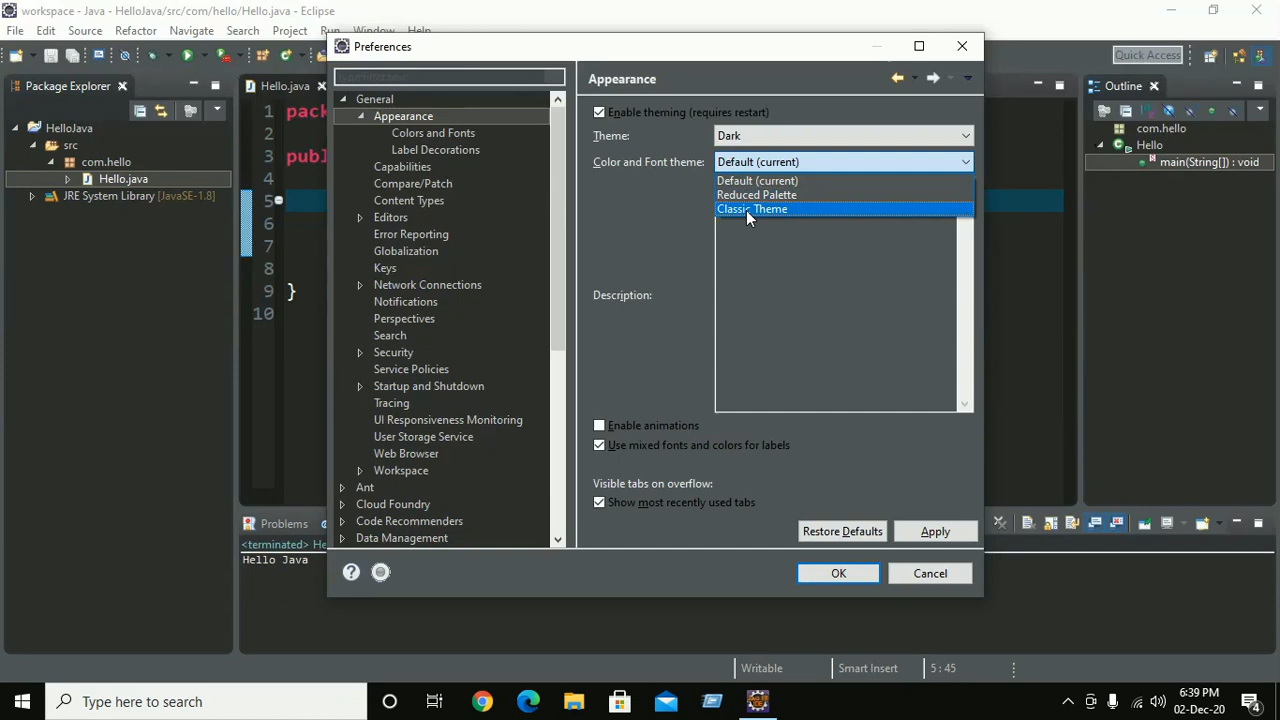 workspace - Java - HelloJava/src/com/hello/Hello.java - Eclipse
File Edit Source Refactor Navigate Search Project Run Window Help
Quick Access
Package Explorer
HelloJava
src
com.hello
Hello.java
JRE System Library [JavaSE-1.8]
Hello.java
1 pack
2
3 publ
4
5
6
7
8
9 }
10
Preferences
General
Appearance
Colors and Fonts
Label Decorations
Capabilities
Compare/Patch
Content Types
Editors
Error Reporting
Globalization
Keys
Network Connections
Notifications
Perspectives
Search
Security
Service Policies
Startup and Shutdown
Tracing
UI Responsiveness Monitoring
User Storage Service
Web Browser
Workspace
Ant
Cloud Foundry
Code Recommenders
Data Management
Appearance
Enable theming (requires restart)
Theme: Dark
Color and Font theme: Default (current)
Default (current)
Reduced Palette
Classic Theme
Description:
Enable animations
Use mixed fonts and colors for labels
Visible tabs on overflow:
Show most recently used tabs
Restore Defaults Apply
OK Cancel
Outline
com.hello
Hello
main(String[]) : void
Problems
<terminated> He
Hello Java
Writable Smart Insert 5 : 45
Type here to search
6:39 PM
02-Dec-20
4